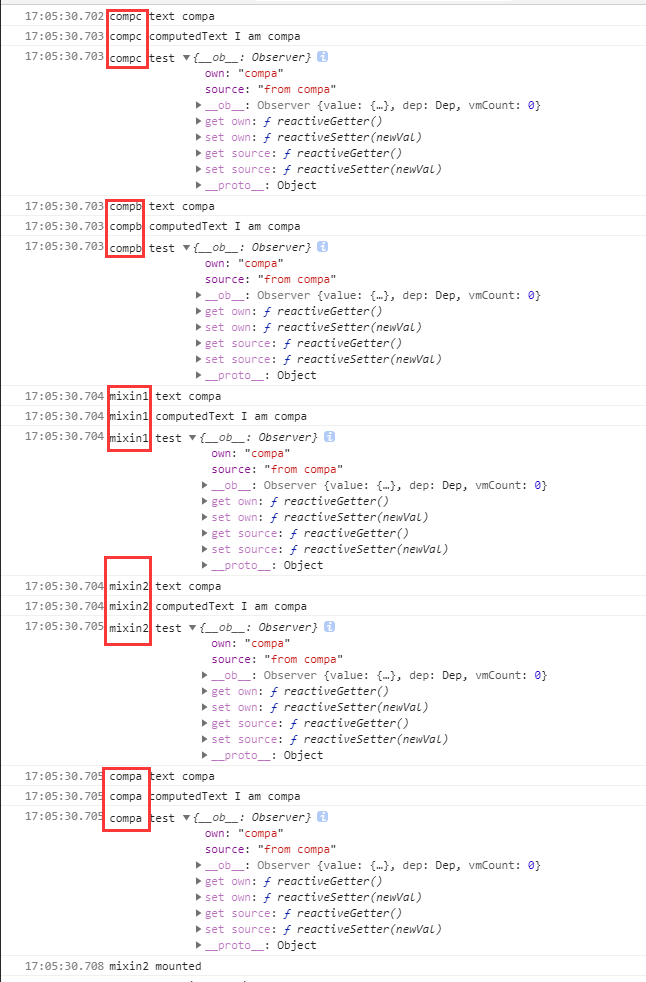 17:05:30.702 compc text compa
17:05:30.703 compc computedText I am compa
17:05:30.703 compc test ▼{__ob__: Observer} i
own: "compa"
source: "from compa"
▶__ob__: Observer {value: {…}, dep: Dep, vmCount: 0}
▶get own: ƒ reactiveGetter()
▶set own: ƒ reactiveSetter(newVal)
▶get source: ƒ reactiveGetter()
▶set source: ƒ reactiveSetter(newVal)
▶__proto__: Object
17:05:30.703 compb text compa
17:05:30.703 compb computedText I am compa
17:05:30.703 compb test ▼{__ob__: Observer} i
own: "compa"
source: "from compa"
▶__ob__: Observer {value: {…}, dep: Dep, vmCount: 0}
▶get own: ƒ reactiveGetter()
▶set own: ƒ reactiveSetter(newVal)
▶get source: ƒ reactiveGetter()
▶set source: ƒ reactiveSetter(newVal)
▶__proto__: Object
17:05:30.704 mixin1 text compa
17:05:30.704 mixin1 computedText I am compa
17:05:30.704 mixin1 test ▼{__ob__: Observer} i
own: "compa"
source: "from compa"
▶__ob__: Observer {value: {…}, dep: Dep, vmCount: 0}
▶get own: ƒ reactiveGetter()
▶set own: ƒ reactiveSetter(newVal)
▶get source: ƒ reactiveGetter()
▶set source: ƒ reactiveSetter(newVal)
▶__proto__: Object
17:05:30.704 mixin2 text compa
17:05:30.704 mixin2 computedText I am compa
17:05:30.705 mixin2 test ▼{__ob__: Observer} i
own: "compa"
source: "from compa"
▶__ob__: Observer {value: {…}, dep: Dep, vmCount: 0}
▶get own: ƒ reactiveGetter()
▶set own: ƒ reactiveSetter(newVal)
▶get source: ƒ reactiveGetter()
▶set source: ƒ reactiveSetter(newVal)
▶__proto__: Object
17:05:30.705 compa text compa
17:05:30.705 compa computedText I am compa
17:05:30.705 compa test ▼{__ob__: Observer} i
own: "compa"
source: "from compa"
▶__ob__: Observer {value: {…}, dep: Dep, vmCount: 0}
▶get own: ƒ reactiveGetter()
▶set own: ƒ reactiveSetter(newVal)
▶get source: ƒ reactiveGetter()
▶set source: ƒ reactiveSetter(newVal)
▶__proto__: Object
17:05:30.708 mixin2 mounted